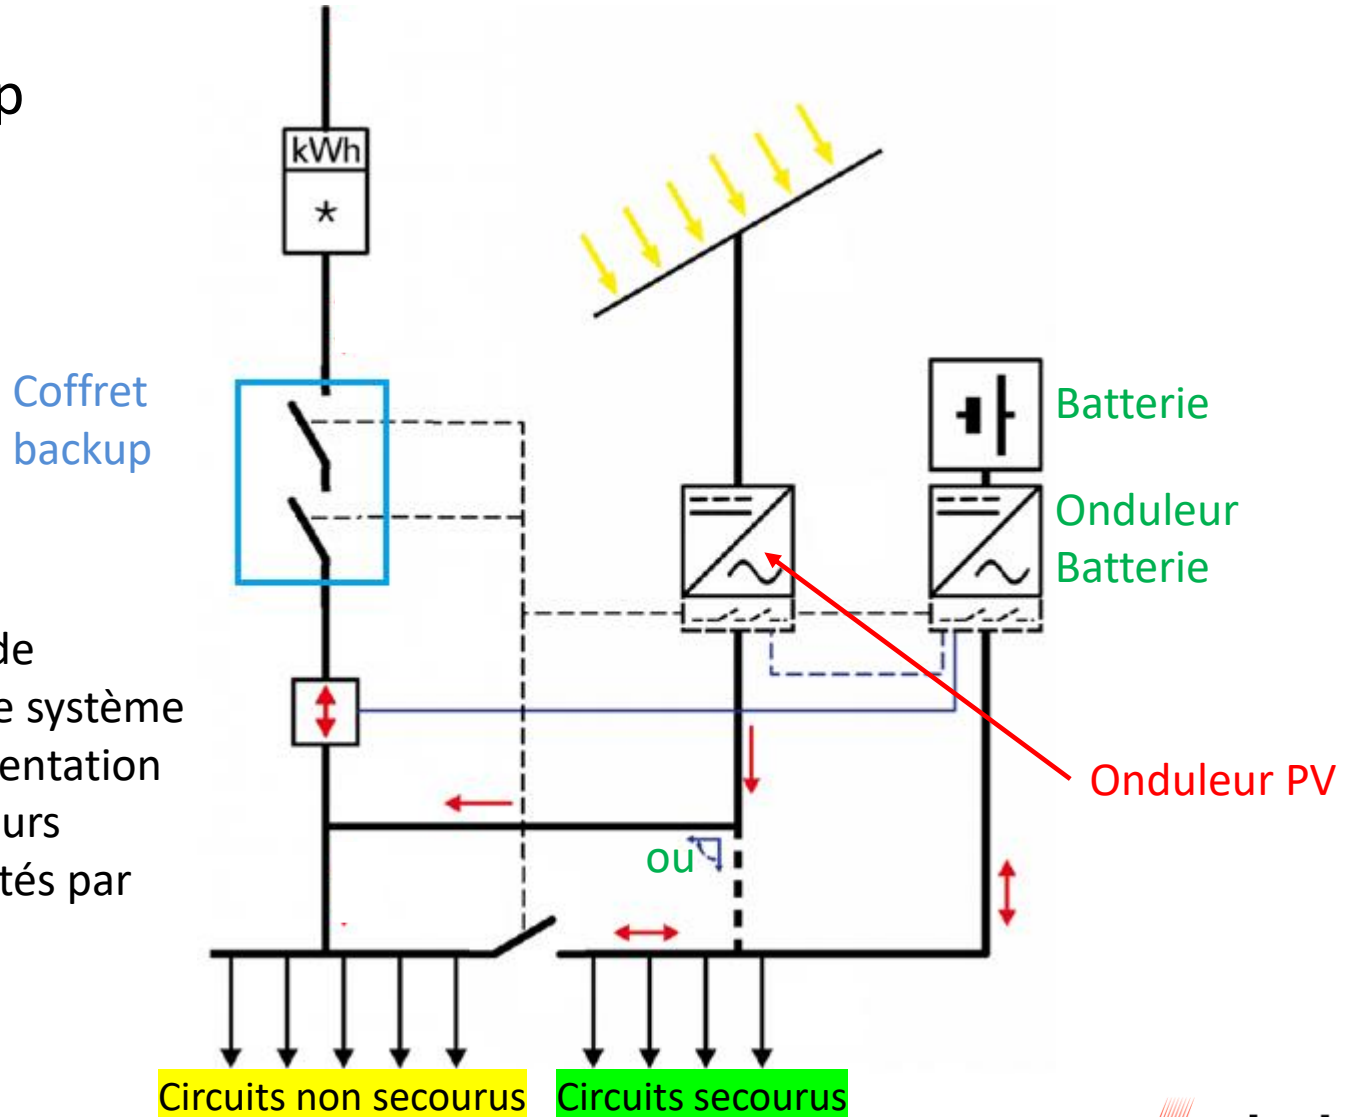 p
kWh
*
Coffret
backup
Batterie
Onduleur
Batterie
de
e système
entation
urs
tés par
Onduleur PV
ou
Circuits non secourus
Circuits secourus